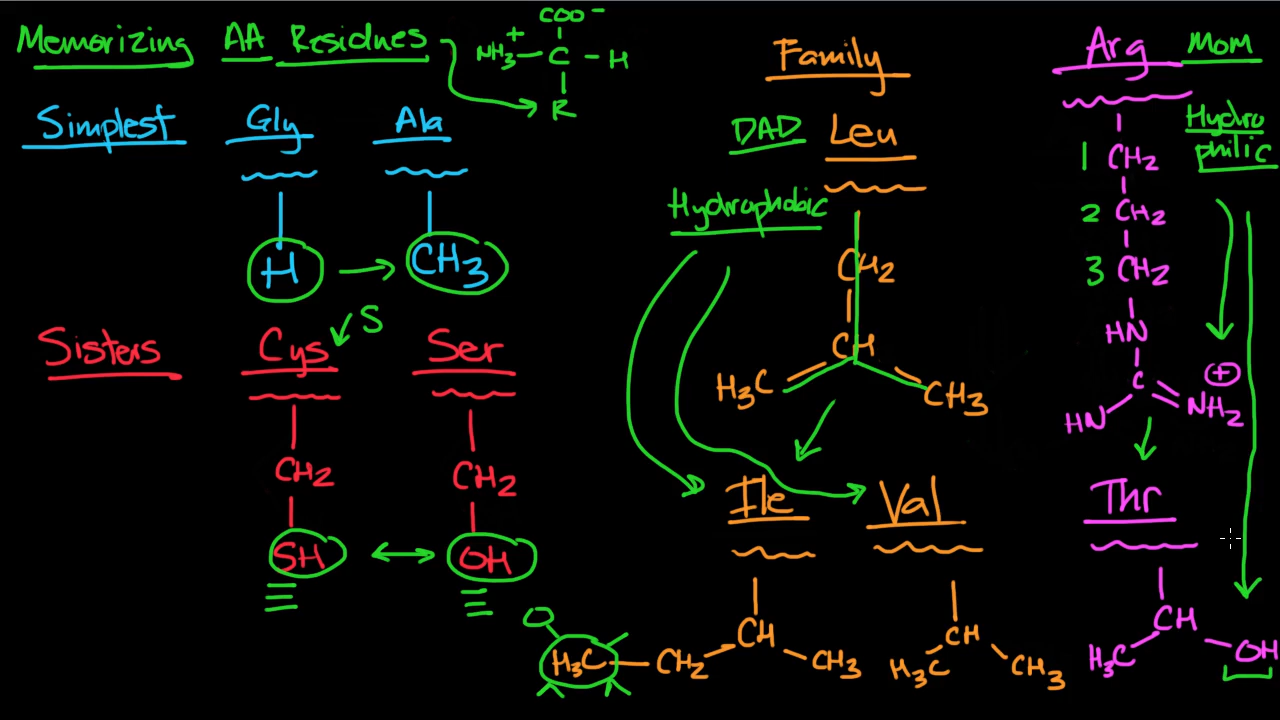 Memorizing AA Residues
COO⁻
NH₃⁺ – C – H
R
Simplest Gly Ala
H → CH₃
S
Sisters Cys Ser
CH₂ CH₂
SH ↔ OH
Family
DAD Leu
Hydrophobic
CH₂
CH
H₃C CH₃
Ile Val
O
H₃C – CH₂ CH CH₃
CH
H₃C CH₃
Arg Mom
Hydro
philic
1 CH₂
2 CH₂
3 CH₂
HN
C +
HN NH₂
Thr
CH
H₃C OH